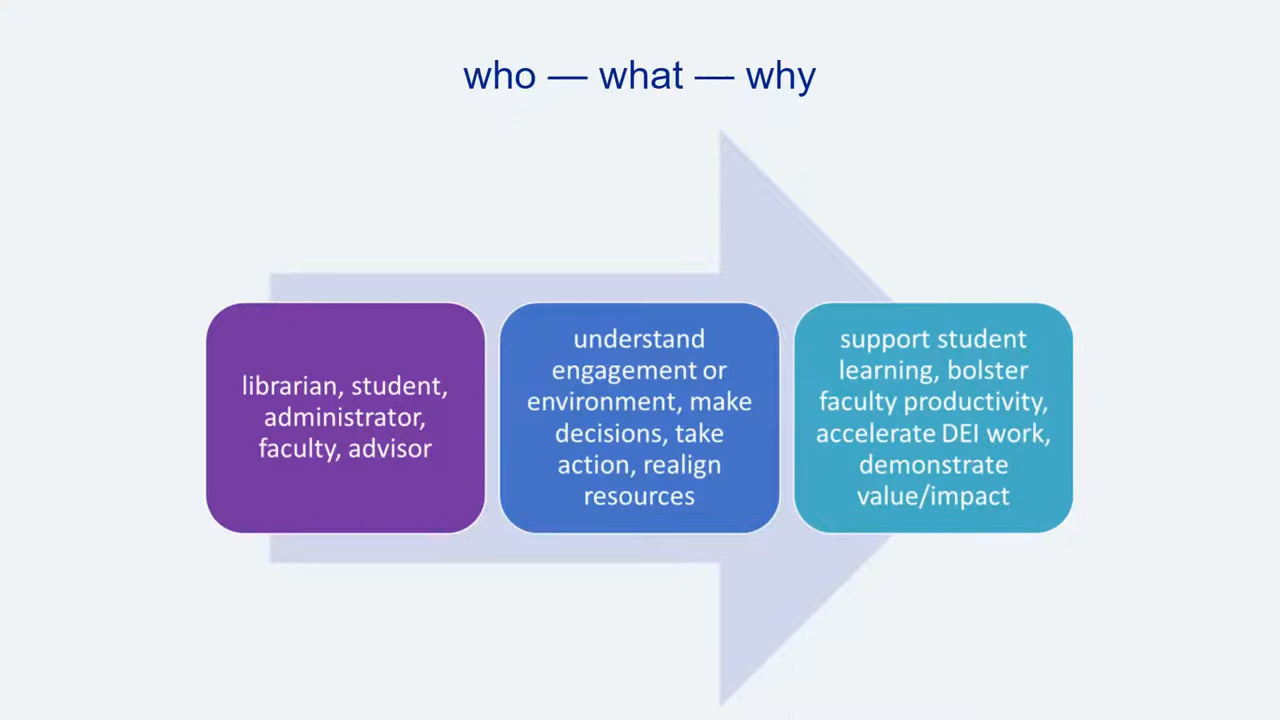 who — what — why
librarian, student,
administrator,
faculty, advisor
understand
engagement or
environment, make
decisions, take
action, realign
resources
support student
learning, bolster
faculty productivity,
accelerate DEI work,
demonstrate
value/impact